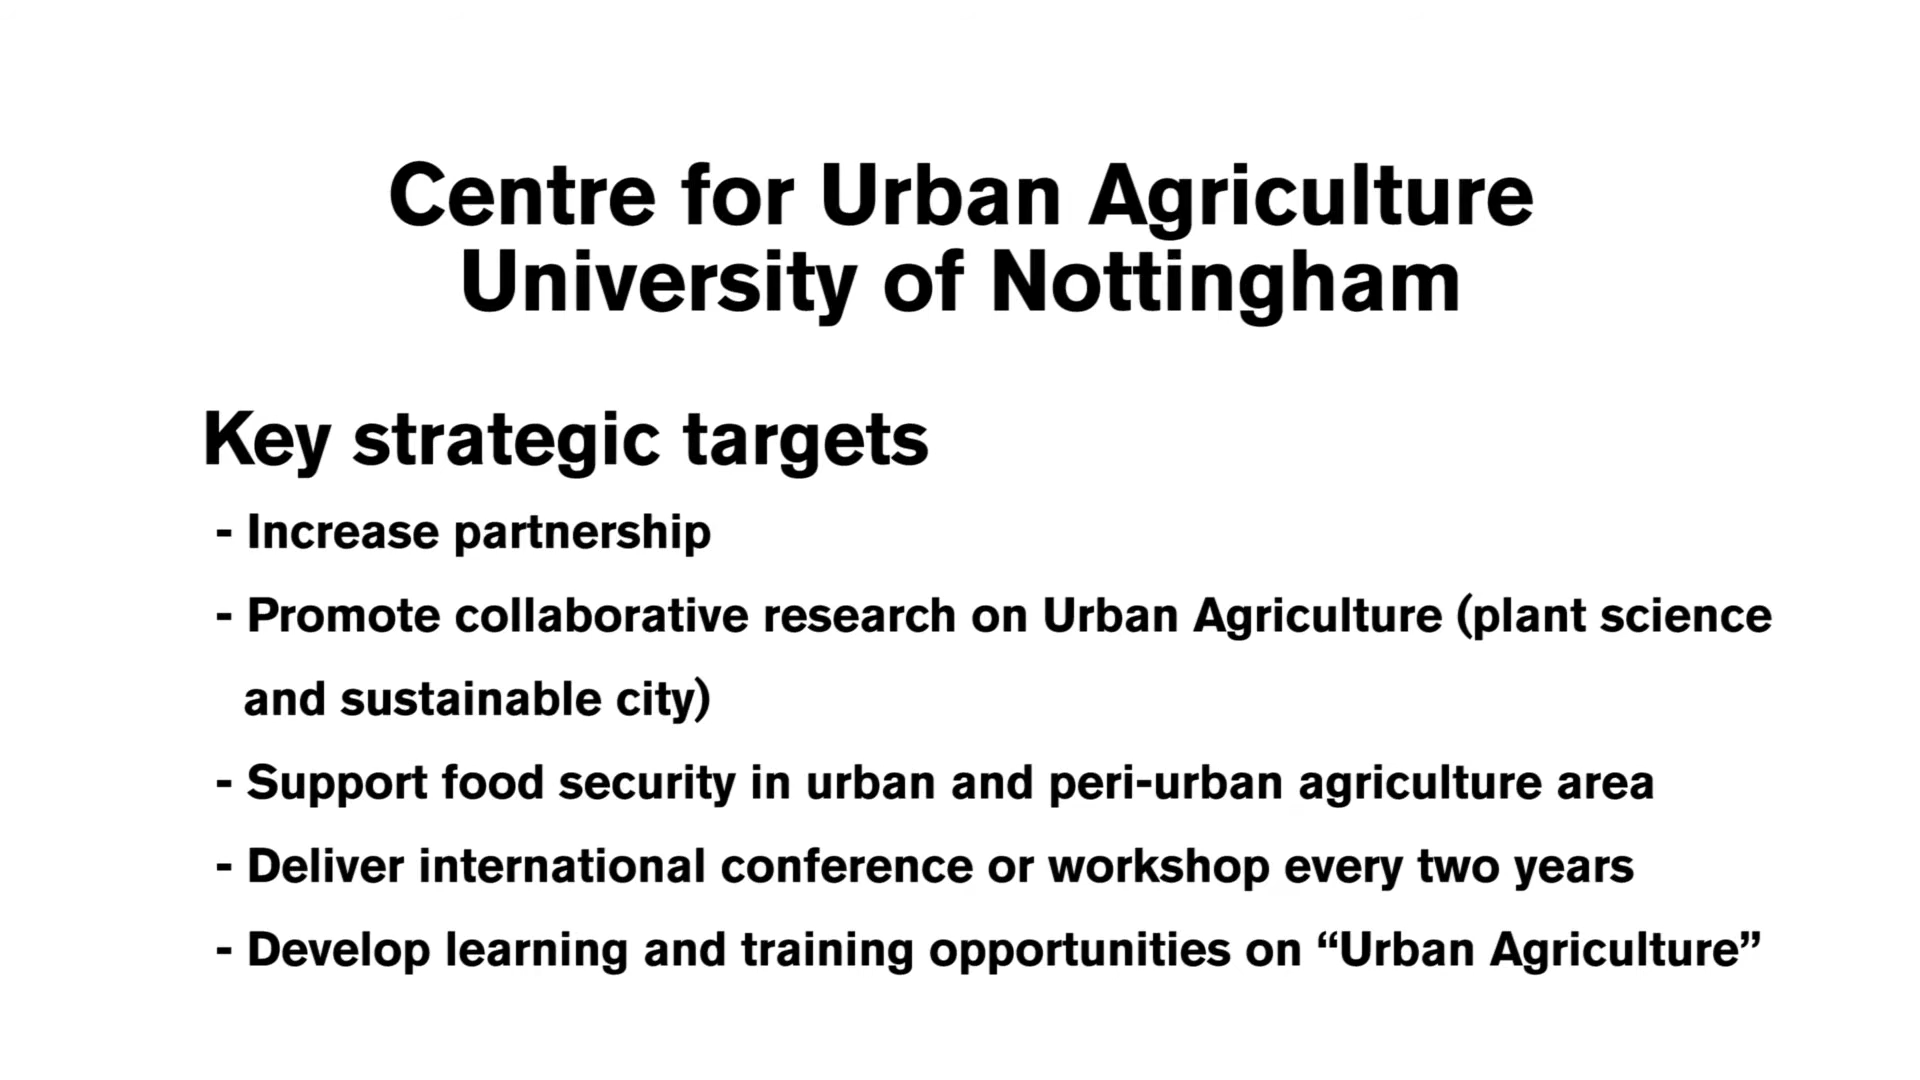 Centre for Urban Agriculture
University of Nottingham
Key strategic targets
- Increase partnership
- Promote collaborative research on Urban Agriculture (plant science
and sustainable city)
- Support food security in urban and peri-urban agriculture area
- Deliver international conference or workshop every two years
- Develop learning and training opportunities on “Urban Agriculture”